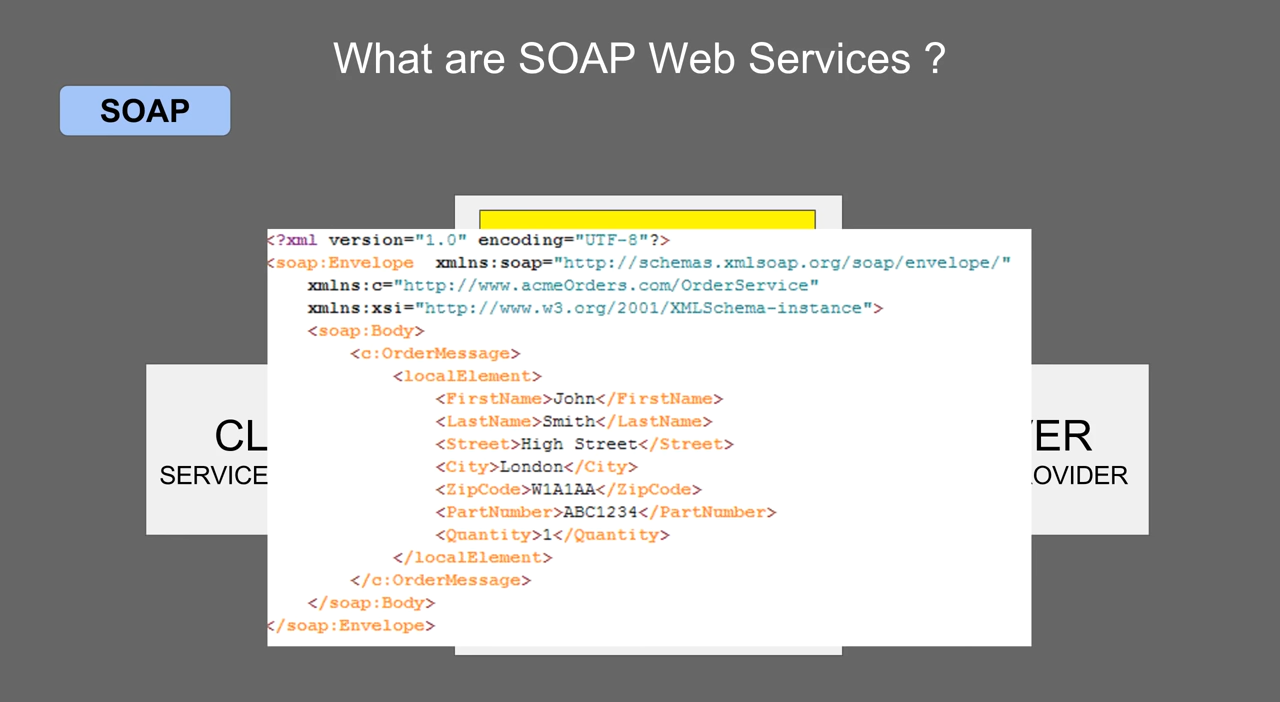 What are SOAP Web Services ?
SOAP
<?xml version="1.0" encoding="UTF-8"?>
<soap:Envelope  xmlns:soap="http://schemas.xmlsoap.org/soap/envelope/"
    xmlns:c="http://www.acmeOrders.com/OrderService"
    xmlns:xsi="http://www.w3.org/2001/XMLSchema-instance">
    <soap:Body>
        <c:OrderMessage>
            <localElement>
                <FirstName>John</FirstName>
                <LastName>Smith</LastName>
                <Street>High Street</Street>
                <City>London</City>
                <ZipCode>W1A1AA</ZipCode>
                <PartNumber>ABC1234</PartNumber>
                <Quantity>1</Quantity>
            </localElement>
        </c:OrderMessage>
    </soap:Body>
</soap:Envelope>
CL
SERVICE
VER
OVIDER